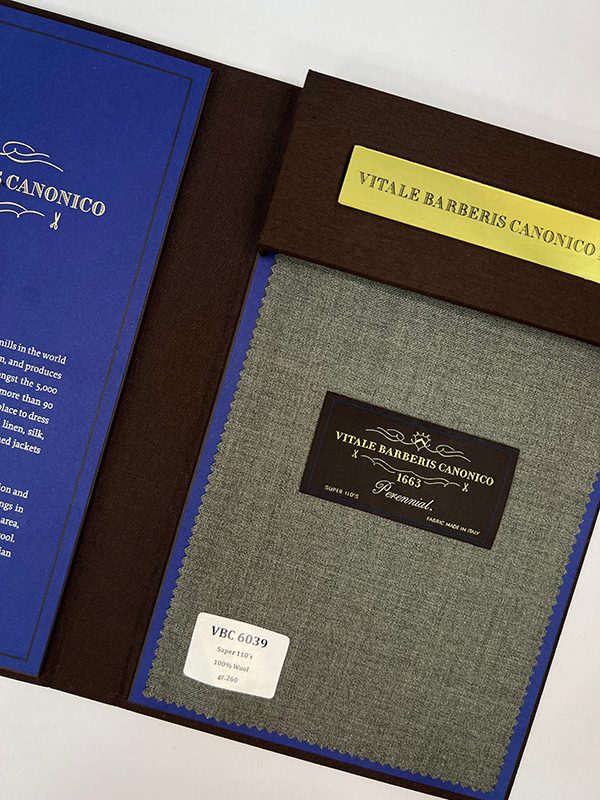 S CANONICO
mills in the world
n, and produces
ngst the 5,000
more than 90
place to dress
linen, silk,
ned jackets
ion and
ngs in
area,
ool.
ian
VITALE BARBERIS CANONICO
VITALE BARBERIS CANONICO
1663
SUPER 110'S
Perennial.
FABRIC MADE IN ITALY
VBC 6039
Super 110's
100% Wool
gr.260